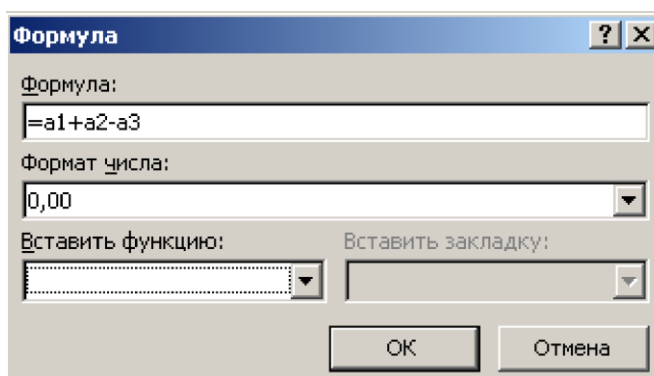 Формула
Формула:
=a1+a2-a3
Формат числа:
0,00
Вставить функцию: Вставить закладку:
ОК Отмена